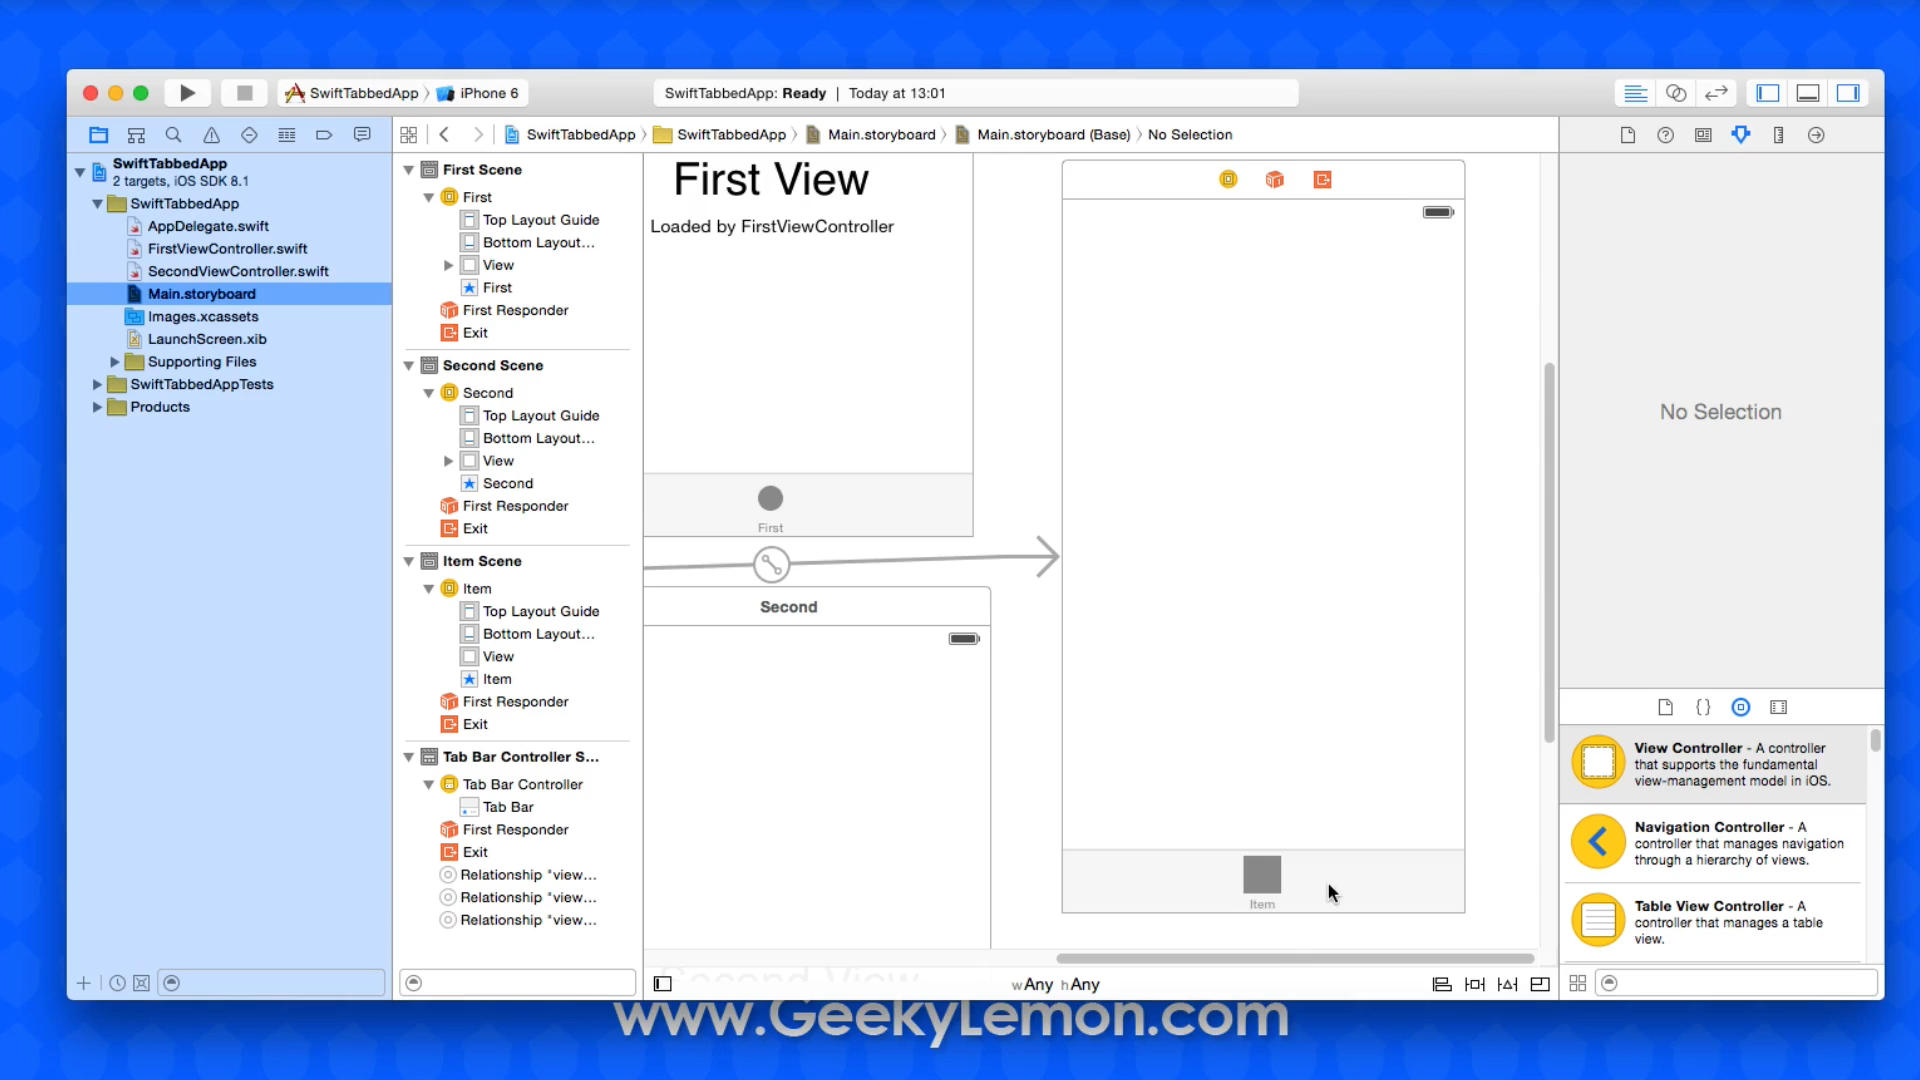 SwiftTabbedApp
iPhone 6
SwiftTabbedApp: Ready | Today at 13:01
SwiftTabbedApp
SwiftTabbedApp
Main.storyboard
Main.storyboard (Base)
No Selection
SwiftTabbedApp
2 targets, iOS SDK 8.1
SwiftTabbedApp
AppDelegate.swift
FirstViewController.swift
SecondViewController.swift
Main.storyboard
Images.xcassets
LaunchScreen.xib
Supporting Files
SwiftTabbedAppTests
Products
First Scene
First
Top Layout Guide
Bottom Layout...
View
First
First Responder
Exit
Second Scene
Second
Top Layout Guide
Bottom Layout...
View
Second
First Responder
Exit
Item Scene
Item
Top Layout Guide
Bottom Layout...
View
Item
First Responder
Exit
Tab Bar Controller S...
Tab Bar Controller
Tab Bar
First Responder
Exit
Relationship "view...
Relationship "view...
Relationship "view...
First View
Loaded by FirstViewController
First
Second
Second View
Item
wAny hAny
No Selection
View Controller - A controller
that supports the fundamental
view-management model in iOS.
Navigation Controller - A
controller that manages navigation
through a hierarchy of views.
Table View Controller - A
controller that manages a table
view.
www.GeekyLemon.com